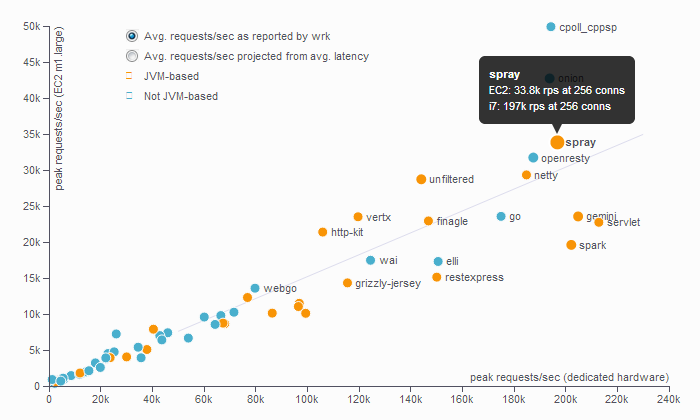 50k
cpoll_cppsp
Avg. requests/sec as reported by wrk
45k
Avg. requests/sec projected from avg. latency
spray
onion
JVM-based
EC2: 33.8k rps at 256 conns
40k
Not JVM-based
i7: 197k rps at 256 conns
peak requests/sec (EC2 m1.large)
35k
spray
openresty
30k
unfiltered
netty
25k
vertx
finagle
go
gemini
servlet
http-kit
20k
spark
wai
elli
15k
grizzly-jersey
restexpress
webgo
10k
5k
peak requests/sec (dedicated hardware)
0
0 20k 40k 60k 80k 100k 120k 140k 160k 180k 200k 220k 240k